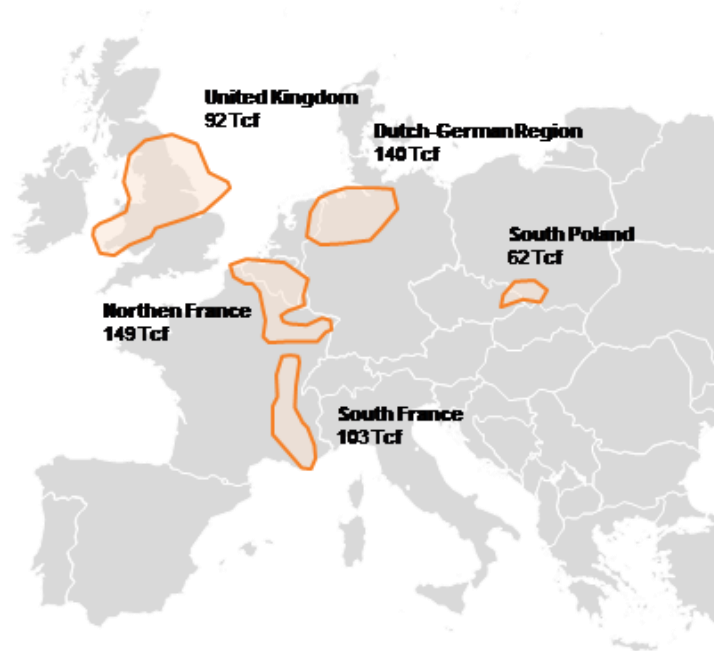 United Kingdom
92 Tcf
Dutch-German Region
140 Tcf
South Poland
62 Tcf
Northen France
149 Tcf
South France
103 Tcf